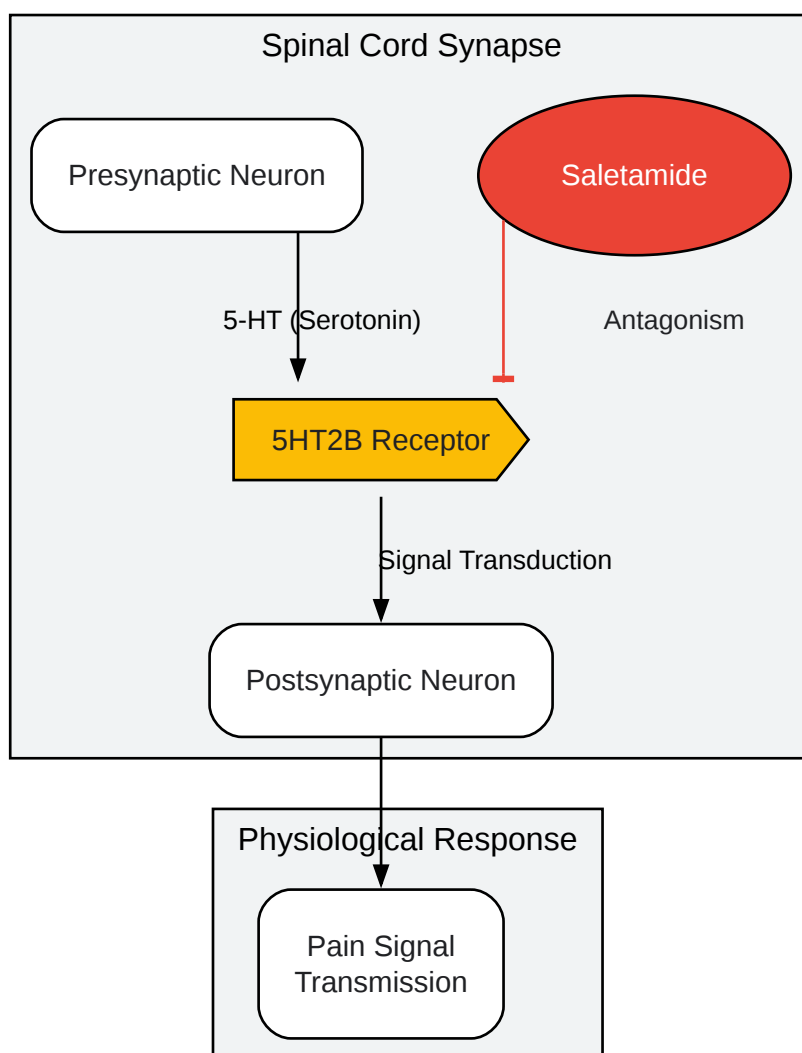 Spinal Cord Synapse
Presynaptic Neuron
Saletamide
5-HT (Serotonin)
Antagonism
5HT2B Receptor
Signal Transduction
Postsynaptic Neuron
Physiological Response
Pain Signal
Transmission